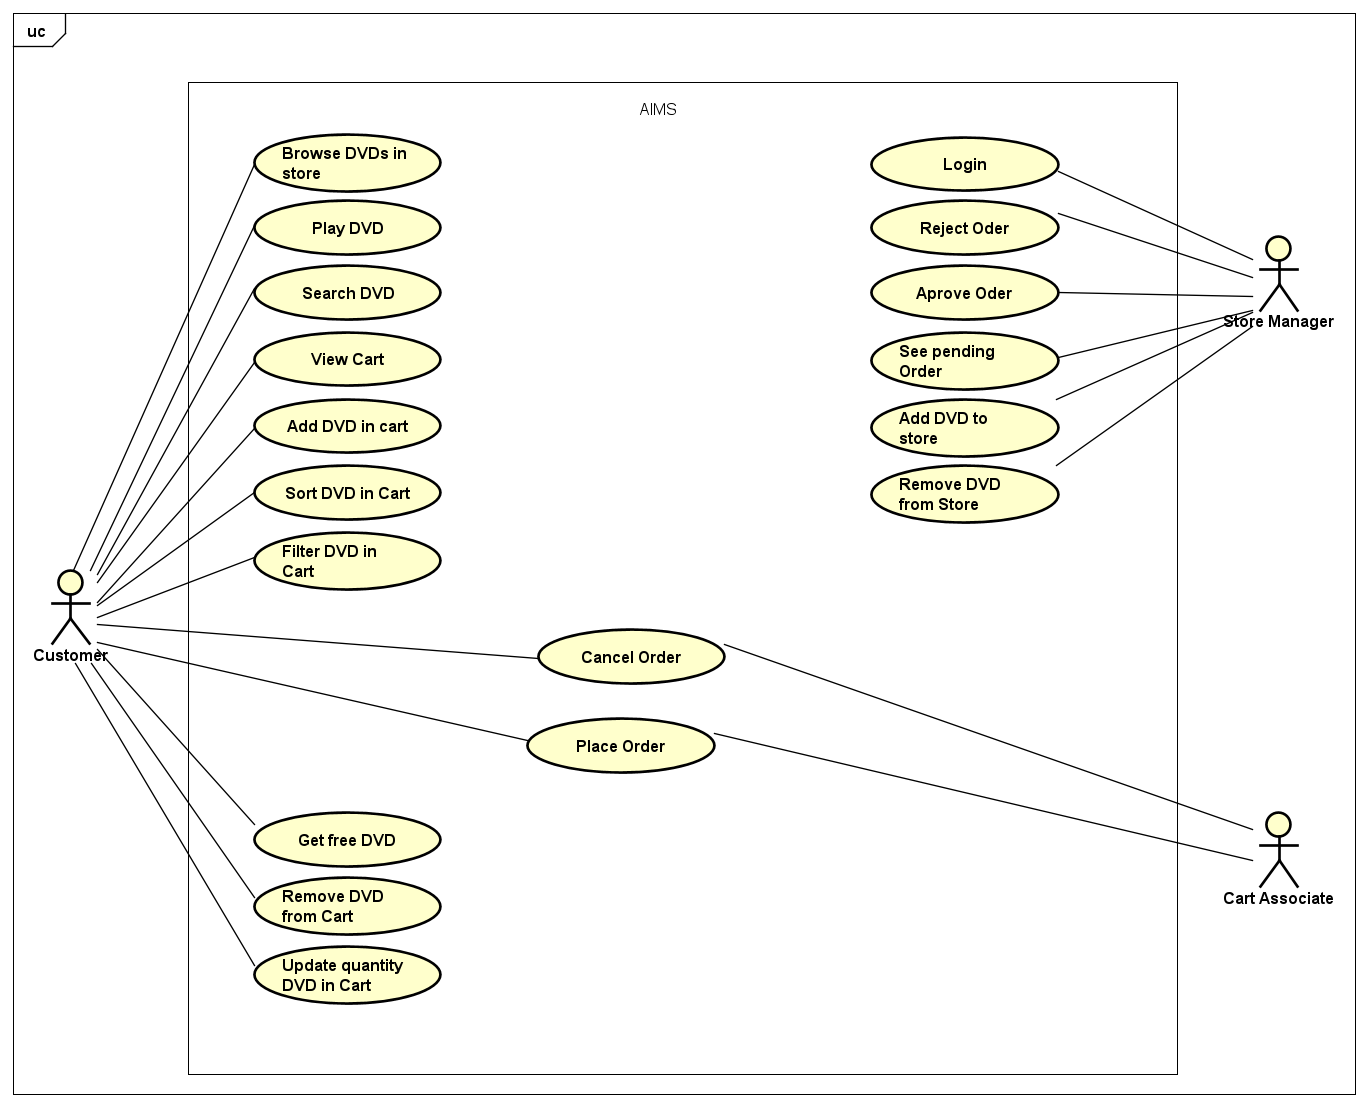 uc
AIMS
Browse DVDs in
store
Play DVD
Search DVD
View Cart
Add DVD in cart
Sort DVD in Cart
Filter DVD in
Cart
Login
Reject Oder
Aprove Oder
See pending
Order
Add DVD to
store
Remove DVD
from Store
Store Manager
Customer
Cancel Order
Place Order
Get free DVD
Remove DVD
from Cart
Update quantity
DVD in Cart
Cart Associate